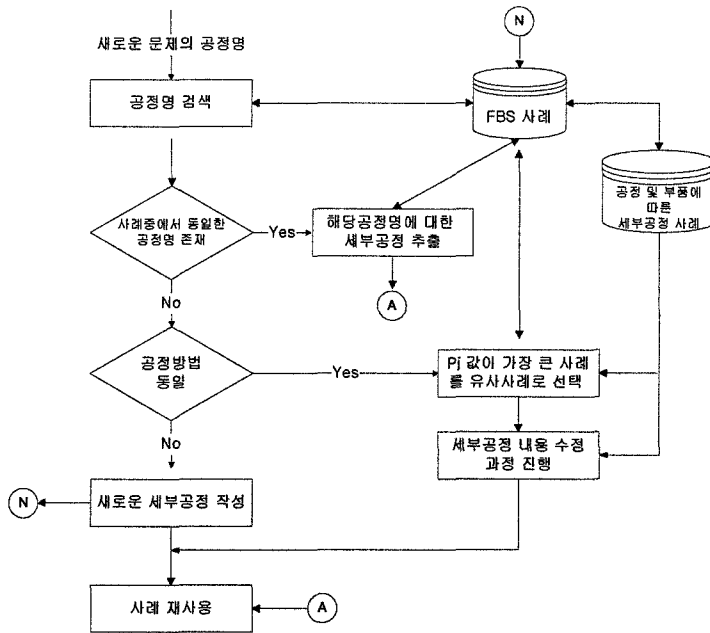 새로운 문제의 공정명
N
공정명 검색
FBS 사례
공정 및 부품에
따른
세부공정 사례
사례중에서 동일한
공정명 존재
Yes
해당공정명에 대한
세부공정 추출
A
No
공정방법
동일
Yes
Pj 값이 가장 큰 사례
를 유사사례로 선택
No
세부공정 내용 수정
과정 진행
N
새로운 세부공정 작성
사례 재사용
A